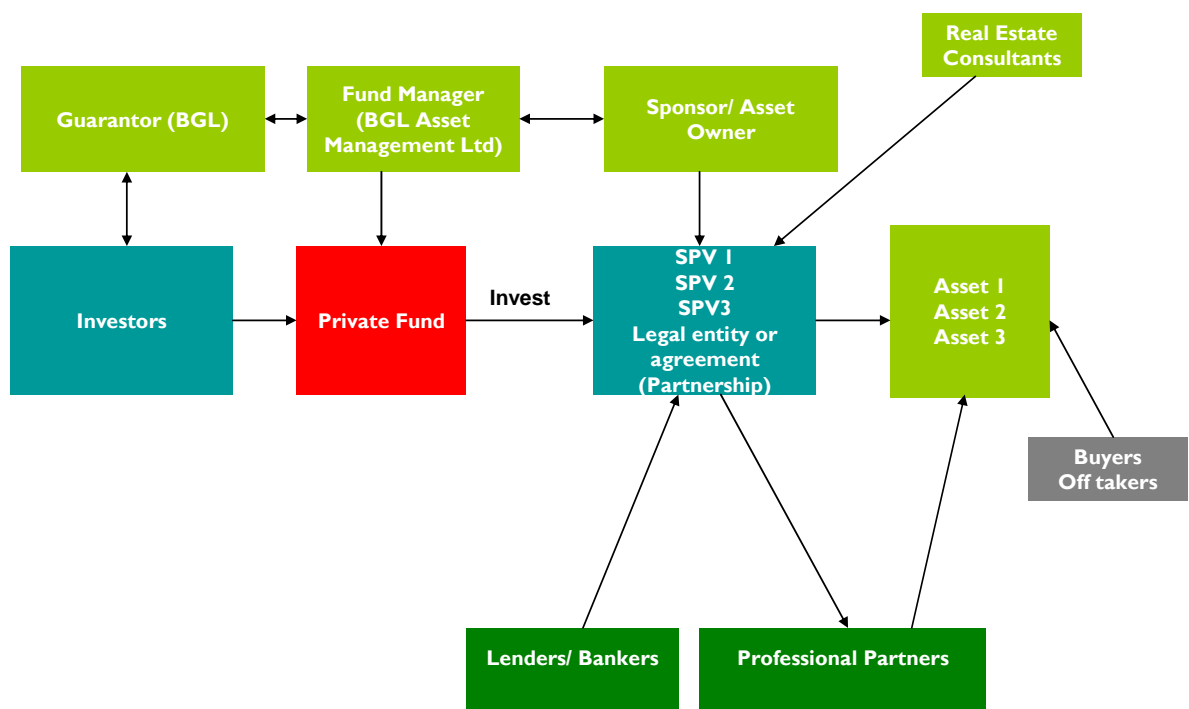 Real Estate
Consultants
Guarantor (BGL)
Fund Manager
(BGL Asset
Management Ltd)
Sponsor/ Asset
Owner
Investors
Private Fund
Invest
SPV 1
SPV 2
SPV3
Legal entity or
agreement
(Partnership)
Asset 1
Asset 2
Asset 3
Buyers
Off takers
Lenders/ Bankers
Professional Partners